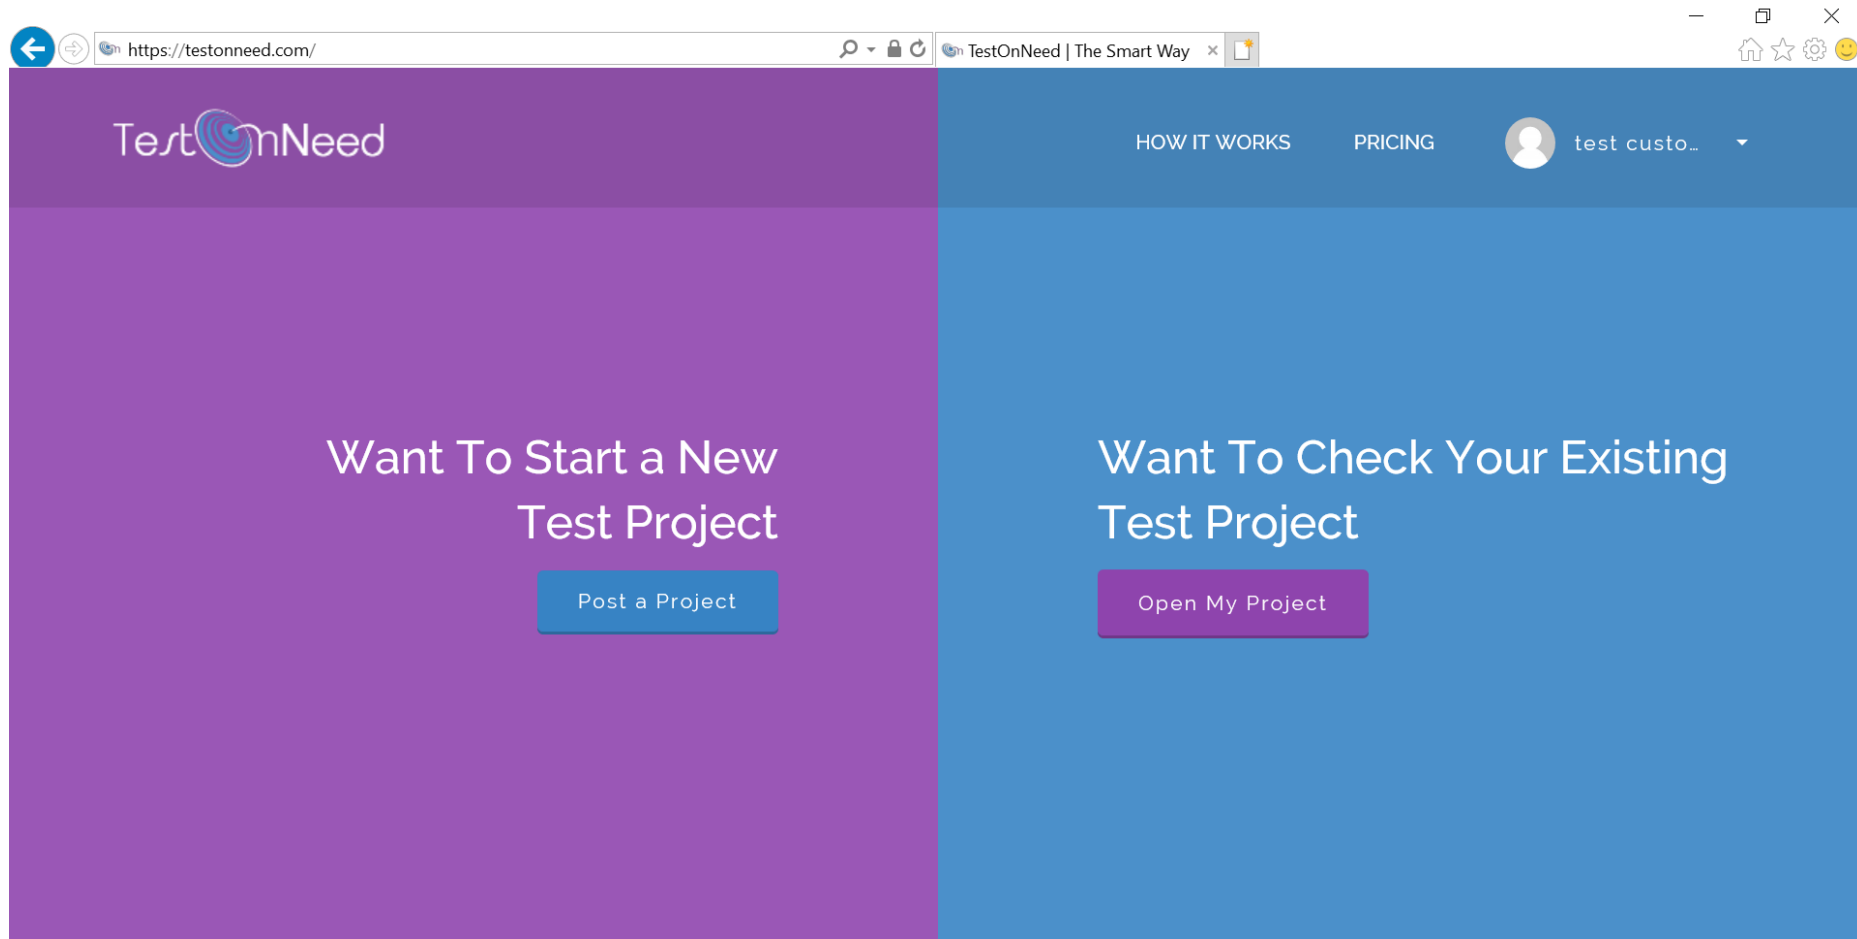 https://testonneed.com/
TestOnNeed | The Smart Way
TestOnNeed
HOW IT WORKS
PRICING
test custo...
Want To Start a New
Test Project
Post a Project
Want To Check Your Existing
Test Project
Open My Project